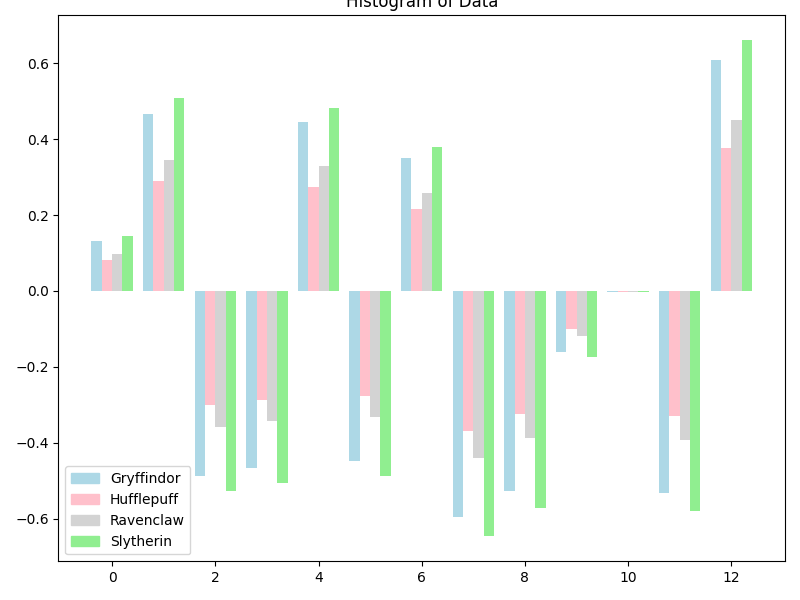 Histogram of Data
0.6
0.4
0.2
0.0
−0.2
−0.4
−0.6
Gryffindor
Hufflepuff
Ravenclaw
Slytherin
0 2 4 6 8 10 12